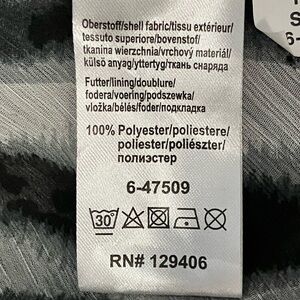 Oberstoff/shell fabric/tissu extérieur/
tessuto superiore/bovenstof/
tkanina wierzchnia/vrchový materiál/
külső anyag/yttertyg/ткань снаряда
Futter/lining/doublure/
fodera/voering/podszewka/
vložka/bélés/foder/подкладка
100% Polyester/poliestere/
poliester/poliészter/
полиэстер
6-47509
30
RN# 129406
S
6-